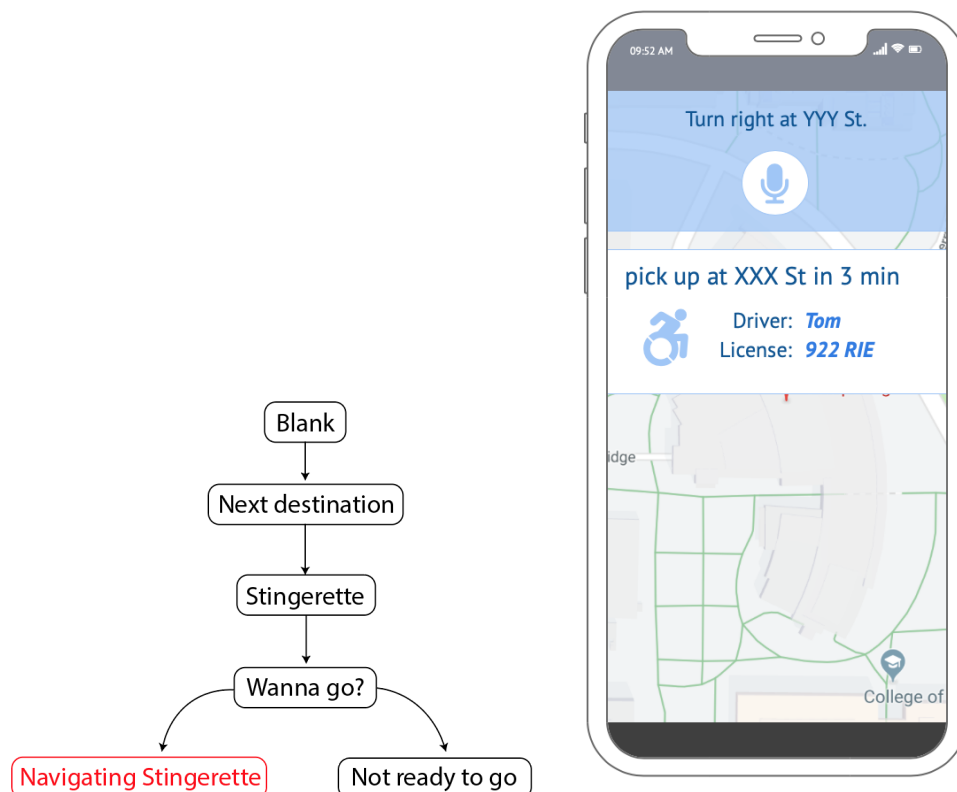 Blank
Next destination
Stingerette
Wanna go?
Navigating Stingerette
Not ready to go
09:52 AM
Turn right at YYY St.
pick up at XXX St in 3 min
Driver: Tom
License: 922 RIE
idge
College of